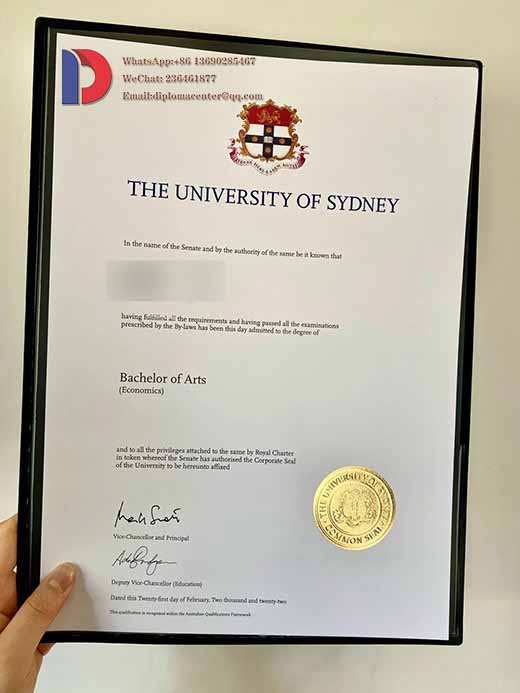 WhatsApp:+86 13690285467
WeChat: 236461877
Email:diplomacenter@qq.com
THE UNIVERSITY OF SYDNEY
In the name of the Senate and by the authority of the same be it known that
having fulfilled all the requirements and having passed all the examinations
prescribed by the By-laws has been this day admitted to the degree of
Bachelor of Arts
(Economics)
and to all the privileges attached to the same by Royal Charter
in token whereof the Senate has authorised the Corporate Seal
of the University to be hereunto affixed
THE UNIVERSITY OF SYDNEY
COMMON SEAL
Vice-Chancellor and Principal
Deputy Vice-Chancellor (Education)
Dated this Twenty-first day of February, Two thousand and twenty-two
This qualification is recognised within the Australian Qualifications Framework